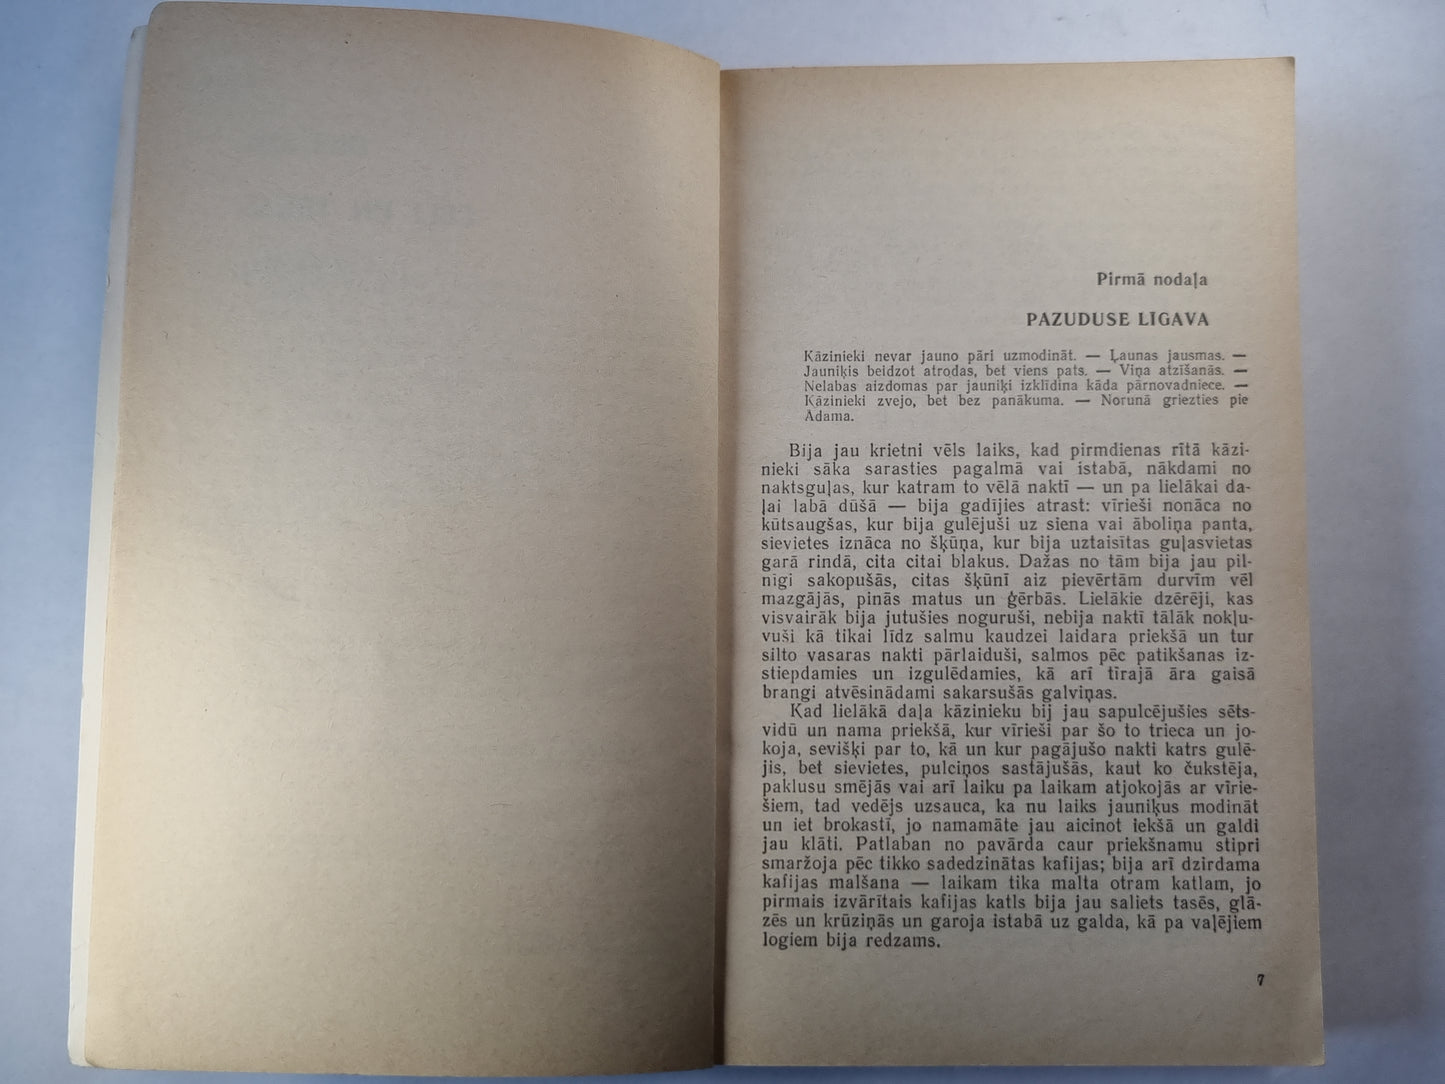 Pirmā nodaļa
PAZUDUSE LĪGAVA
Kāzinieki nevar jauno pāri uzmodināt. — Ļaunas jausmas. —
Jauniķis beidzot atrodas, bet viens pats. — Viņa atzīšanās. —
Nelabas aizdomas par jauniķi izklīdina kāda pārnovadniece. —
Kāzinieki zvejo, bet bez panākuma. — Norunā griezties pie
Ādama.
Bija jau krietni vēls laiks, kad pirmdienas rītā kāzi-
nieki sāka sarasties pagalmā vai istabā, nākdami no
naktsguļas, kur katram to vēlā naktī — un pa lielākai da-
ļai labā dūšā — bija gadījies atrast: vīrieši nonāca no
kūtsaugšas, kur bija gulējuši uz siena vai āboliņa panta,
sievietes iznāca no šķūņa, kur bija uztaisītas guļasvietas
garā rindā, cita citai blakus. Dažas no tām bija jau pil-
nīgi sakopušās, citas šķūnī aiz pievērtām durvīm vēl
mazgājās, pinās matus un ģērbās. Lielākie dzērēji, kas
visvairāk bija jutušies noguruši, nebija naktī tālāk nokļu-
vuši kā tikai līdz salmu kaudzei laidara priekšā un tur
silto vasaras nakti pārlaiduši, salmos pēc patikšanas iz-
stiepdamies un izgulēdamies, kā arī tīrajā āra gaisā
brangi atvēsinādami sakarsušās galviņas.
Kad lielākā daļa kāzinieku bij jau sapulcējušies sēts-
vidū un nama priekšā, kur vīrieši par šo to trieca un jo-
koja, sevišķi par to, kā un kur pagājušo nakti katrs gulē-
jis, bet sievietes, pulciņos sastājušās, kaut ko čukstēja,
paklusu smējās vai arī laiku pa laikam atjokojās ar vīrie-
šiem, tad vedējs uzsauca, ka nu laiks jauniķus modināt
un iet brokastī, jo namamāte jau aicinot iekšā un galdi
jau klāti. Patlaban no pavārda caur priekšnamu stipri
smaržoja pēc tikko sadedzinātas kafijas; bija arī dzirdama
kafijas malšana — laikam tika malta otram katlam, jo
pirmais izvārītais kafijas katls bija jau saliets tasēs, glā-
zēs un krūziņās un garoja istabā uz galda, kā pa vaļējiem
logiem bija redzams.
7